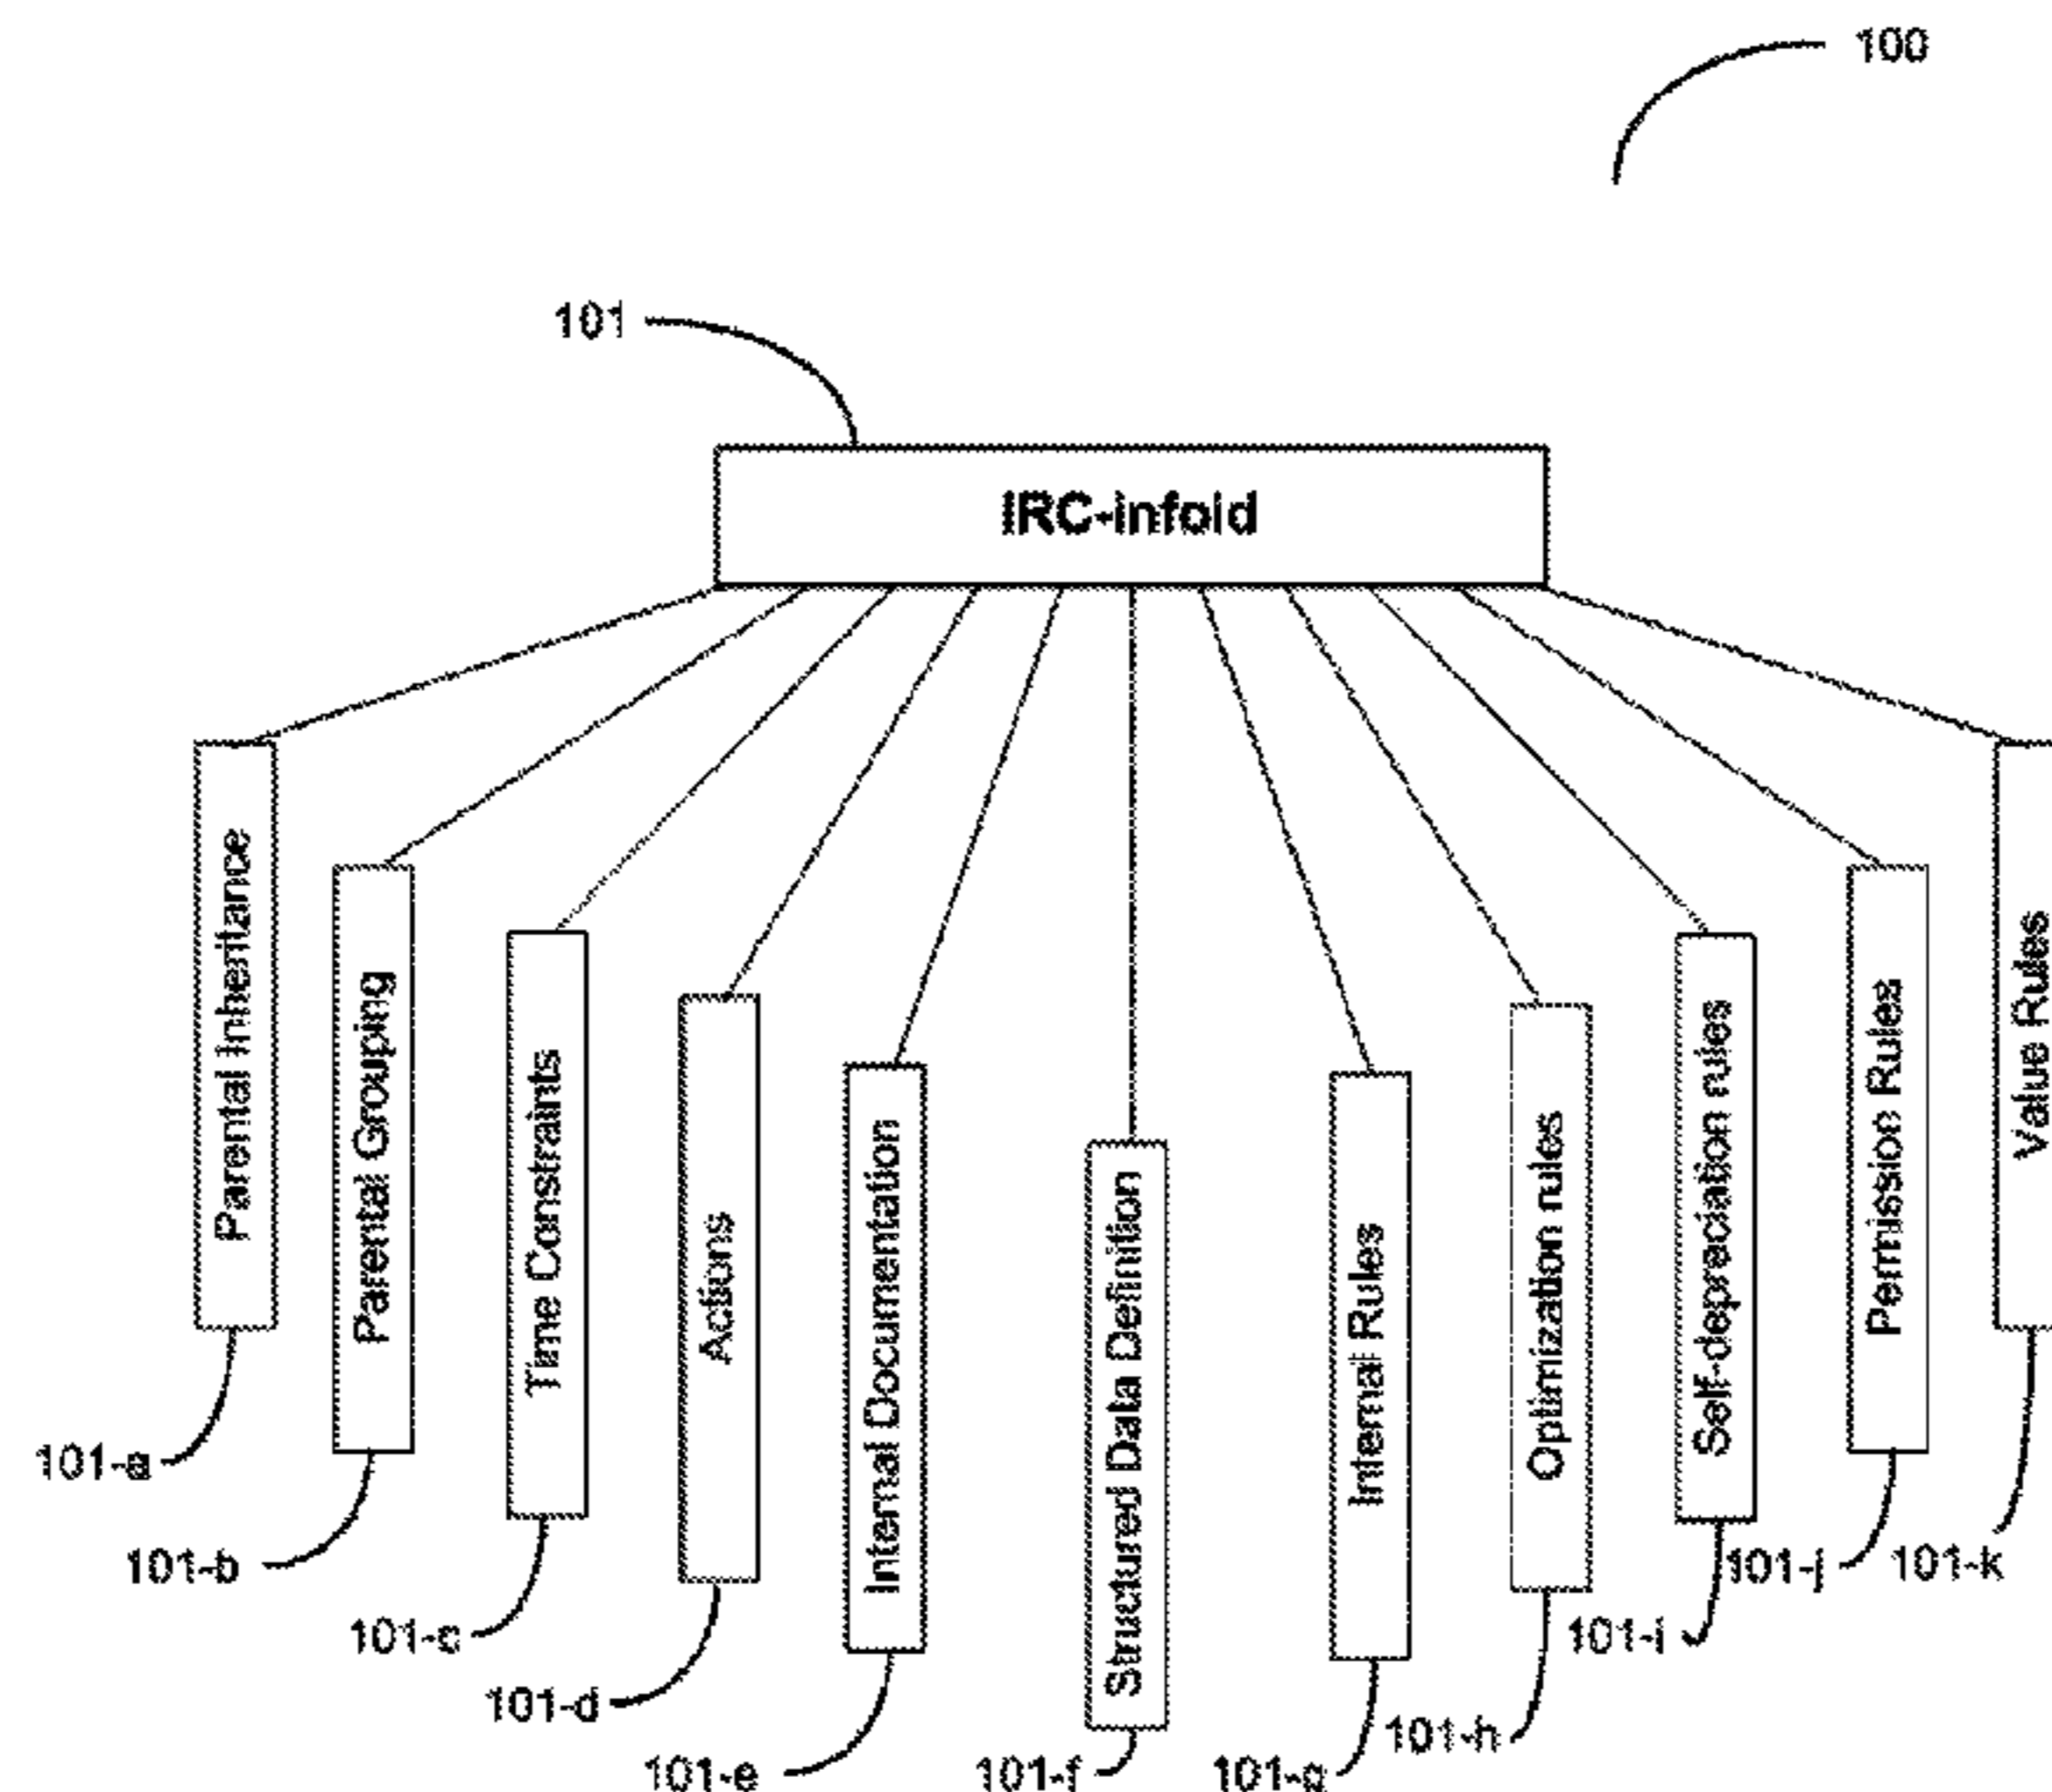 100
101
IRC-infoid
Parental Inheritance
Parental Grouping
Time Constraints
Actions
Internal Documentation
Structured Data Definition
Internal Rules
Optimization rules
Self-depreciation rules
Permission Rules
Value Rules
101-a
101-b
101-c
101-d
101-e
101-f
101-g
101-h
101-i
101-j
101-k